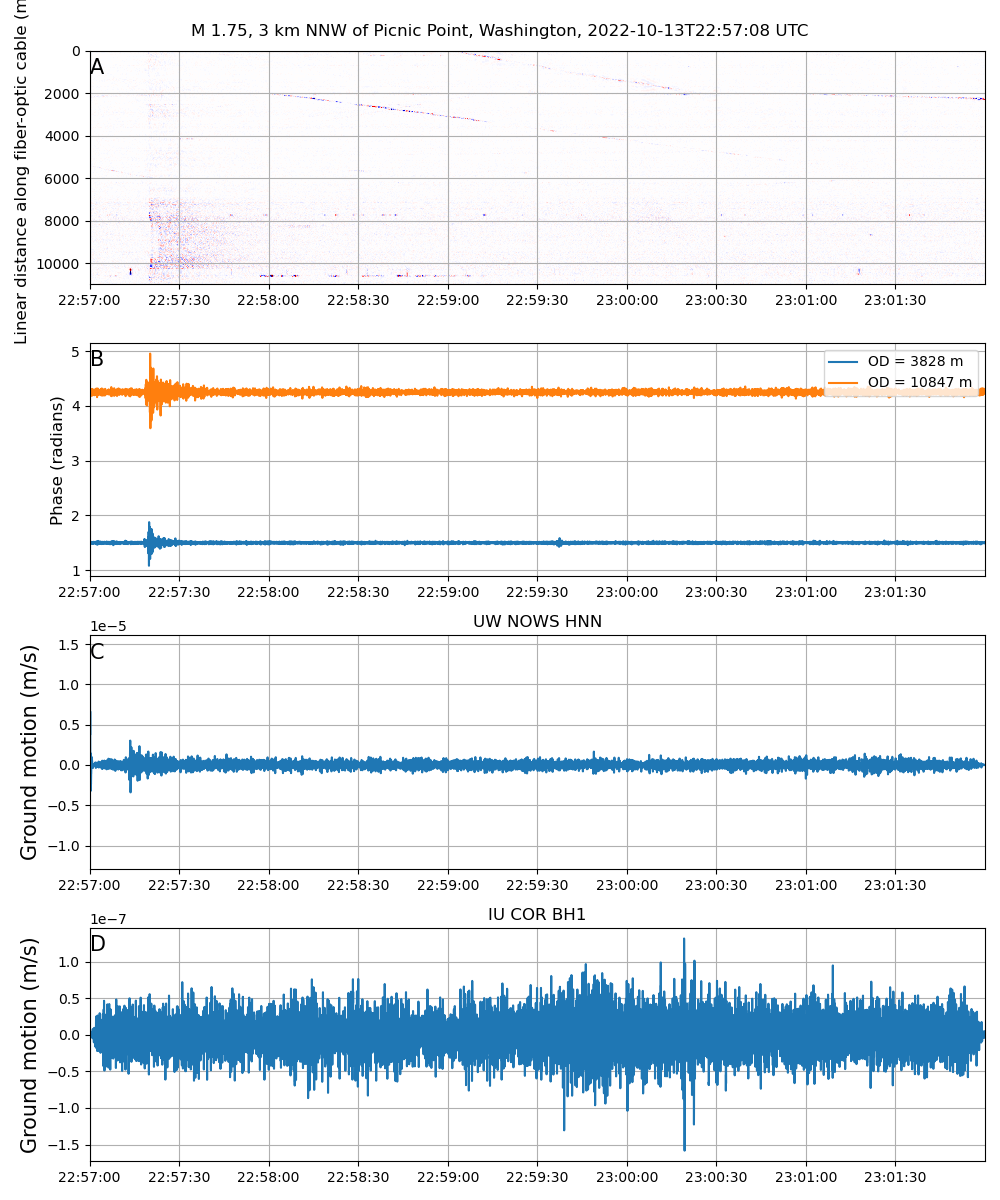 M 1.75, 3 km NNW of Picnic Point, Washington, 2022-10-13T22:57:08 UTC
A
Linear distance along fiber-optic cable (m
0
2000
4000
6000
8000
10000
22:57:00 22:57:30 22:58:00 22:58:30 22:59:00 22:59:30 23:00:00 23:00:30 23:01:00 23:01:30
B
Phase (radians)
5
4
3
2
1
OD = 3828 m
OD = 10847 m
22:57:00 22:57:30 22:58:00 22:58:30 22:59:00 22:59:30 23:00:00 23:00:30 23:01:00 23:01:30
UW NOWS HNN
1e−5
C
Ground motion (m/s)
1.5
1.0
0.5
0.0
−0.5
−1.0
22:57:00 22:57:30 22:58:00 22:58:30 22:59:00 22:59:30 23:00:00 23:00:30 23:01:00 23:01:30
IU COR BH1
1e−7
D
Ground motion (m/s)
1.0
0.5
0.0
−0.5
−1.0
−1.5
22:57:00 22:57:30 22:58:00 22:58:30 22:59:00 22:59:30 23:00:00 23:00:30 23:01:00 23:01:30